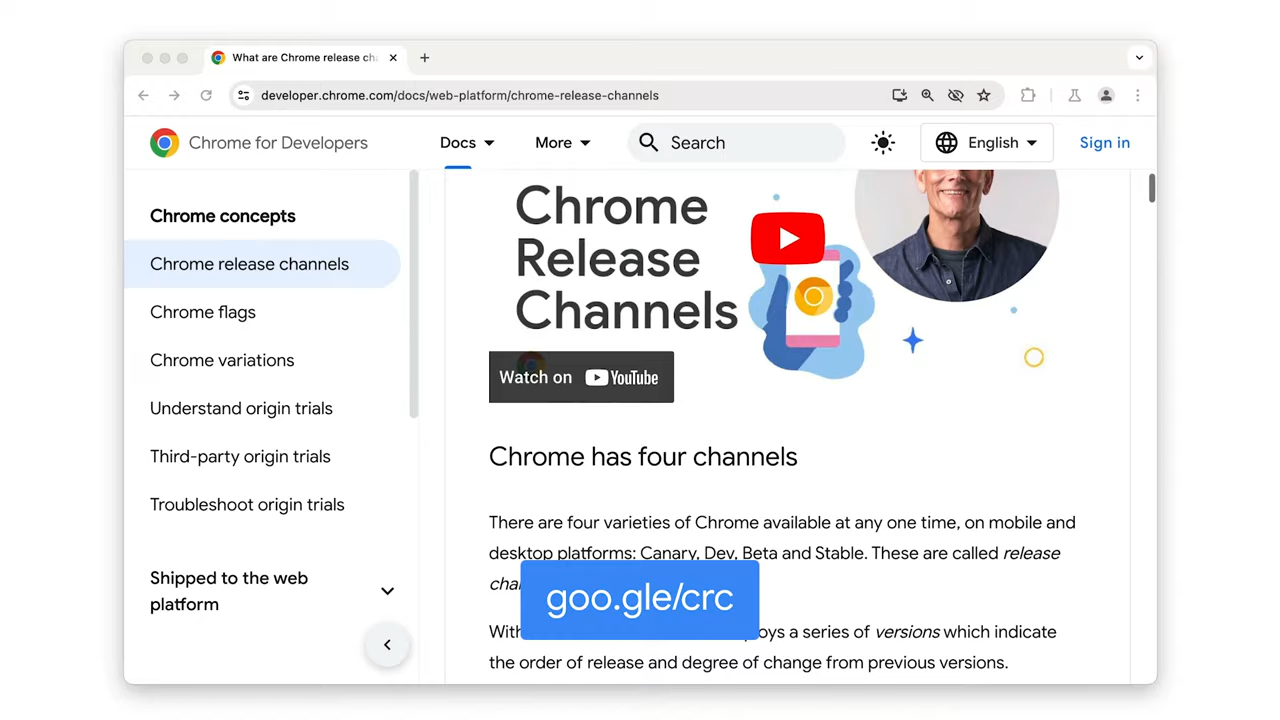 What are Chrome release ch
developer.chrome.com/docs/web-platform/chrome-release-channels
Chrome for Developers
Docs
More
Search
English
Sign in
Chrome concepts
Chrome release channels
Chrome flags
Chrome variations
Understand origin trials
Third-party origin trials
Troubleshoot origin trials
Shipped to the web
platform
Chrome
Release
Channels
Watch on YouTube
Chrome has four channels
There are four varieties of Chrome available at any one time, on mobile and
desktop platforms: Canary, Dev, Beta and Stable. These are called release
goo.gle/crc
a series of versions which indicate
the order of release and degree of change from previous versions.